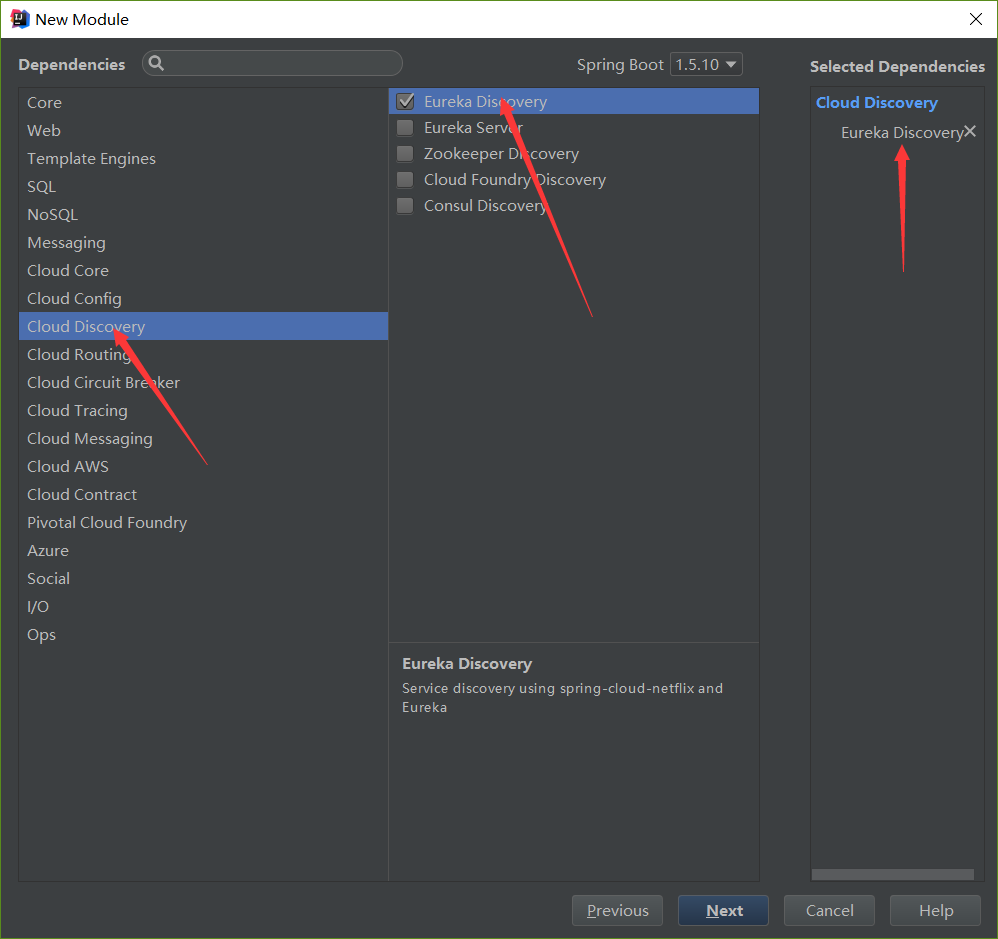 New Module
Dependencies
Spring Boot 1.5.10
Selected Dependencies
Core
Web
Template Engines
SQL
NoSQL
Messaging
Cloud Core
Cloud Config
Cloud Discovery
Cloud Routing
Cloud Circuit Breaker
Cloud Tracing
Cloud Messaging
Cloud AWS
Cloud Contract
Pivotal Cloud Foundry
Azure
Social
I/O
Ops
Eureka Discovery
Eureka Server
Zookeeper Discovery
Cloud Foundry Discovery
Consul Discovery
Eureka Discovery
Service discovery using spring-cloud-netflix and
Eureka
Cloud Discovery
Eureka Discovery
Previous
Next
Cancel
Help